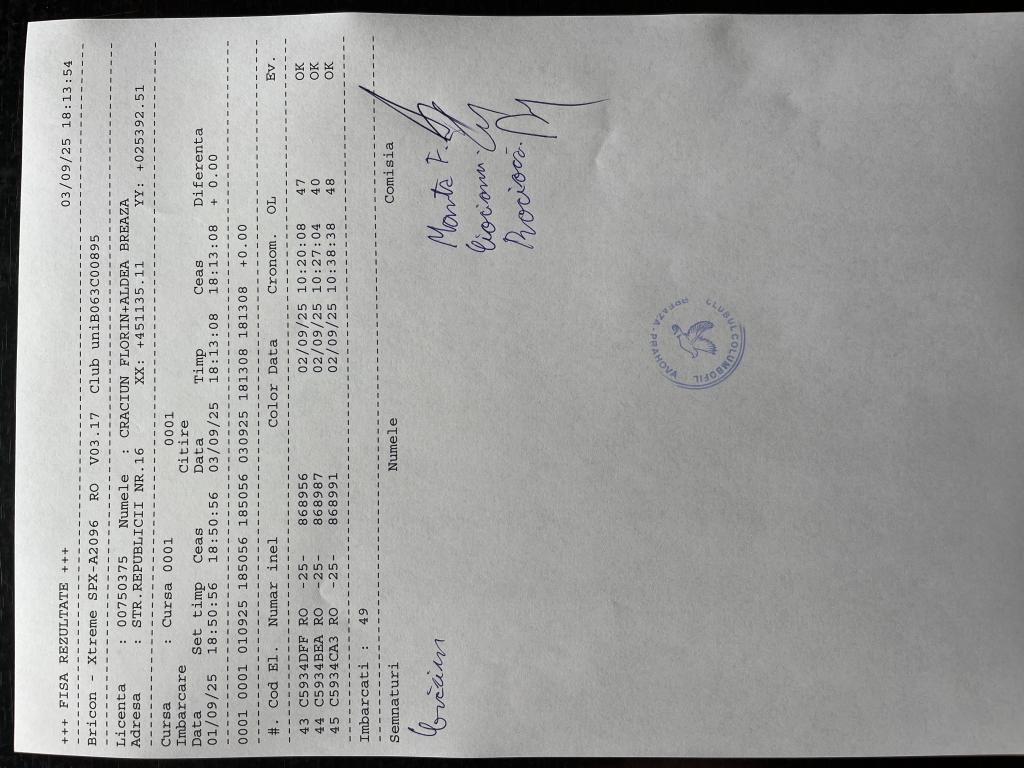 +++ FISA REZULTATE +++ 03/09/25 18:13:54
Bricon - Xtreme SPX-A2096 RO V03.17 Club uniB063C00895
Licenta : 00750375 Numele : CRACIUN FLORIN+ALDEA BREAZA
Adresa : STR.REPUBLICII NR.16 XX: +451135.11 YY: +025392.51
Cursa : Cursa 0001 0001
Imbarcare Citire
Data Set timp Ceas Data Timp Ceas Diferenta
01/09/25 18:50:56 18:50:56 03/09/25 18:13:08 18:13:08 + 0.00
0001 0001 010925 185056 185056 030925 181308 181308 +0.00
#. Cod El. Numar inel Color Data Cronom. OL Ev.
43 C5934DFF RO -25- 868956 02/09/25 10:20:08 47 OK
44 C5934BEA RO -25- 868987 02/09/25 10:27:04 40 OK
45 C5934CA3 RO -25- 868991 02/09/25 10:38:38 48 OK
Imbarcati : 49
Semnaturi Numele Comisia
CLUBUL COLUMBOFIL
BREAZA-PRAHOVA